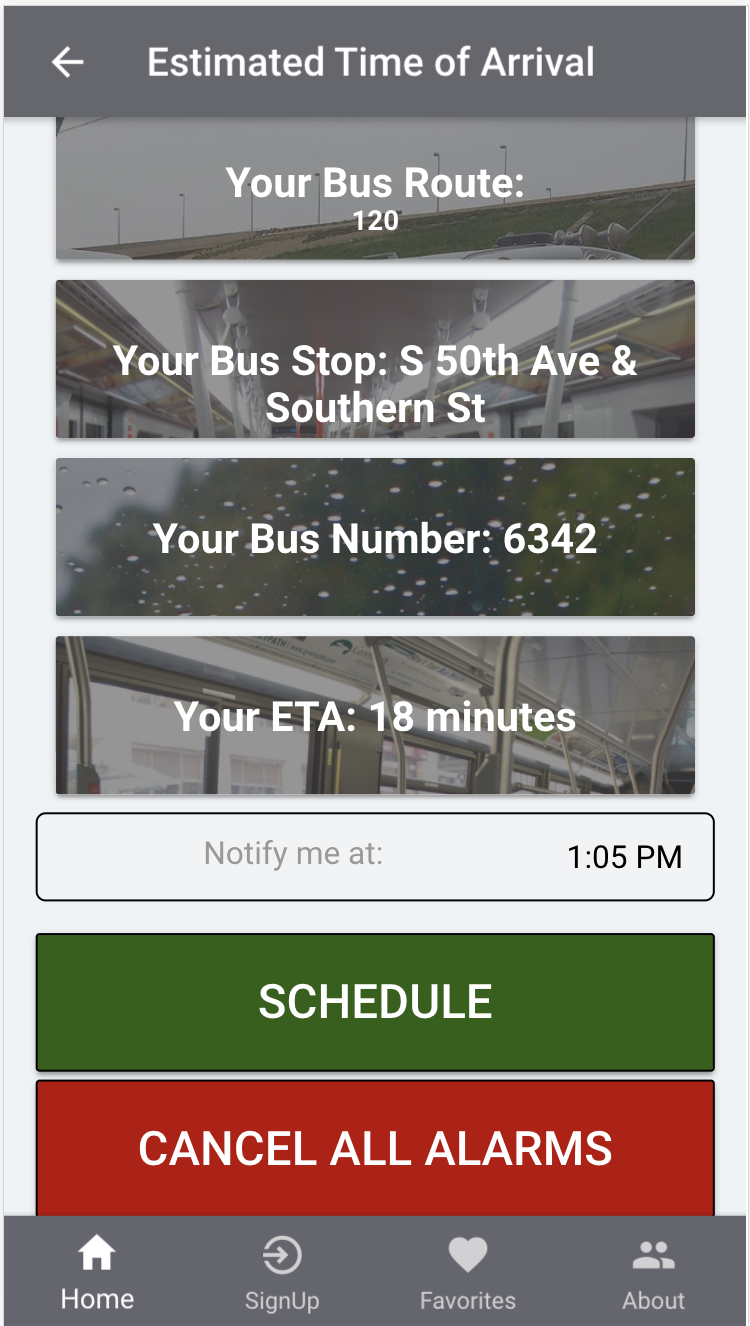 Estimated Time of Arrival
Your Bus Route:
120
Your Bus Stop: S 50th Ave &
Southern St
Your Bus Number: 6342
Your ETA: 18 minutes
Notify me at:
1:05 PM
SCHEDULE
CANCEL ALL ALARMS
Home
SignUp
Favorites
About